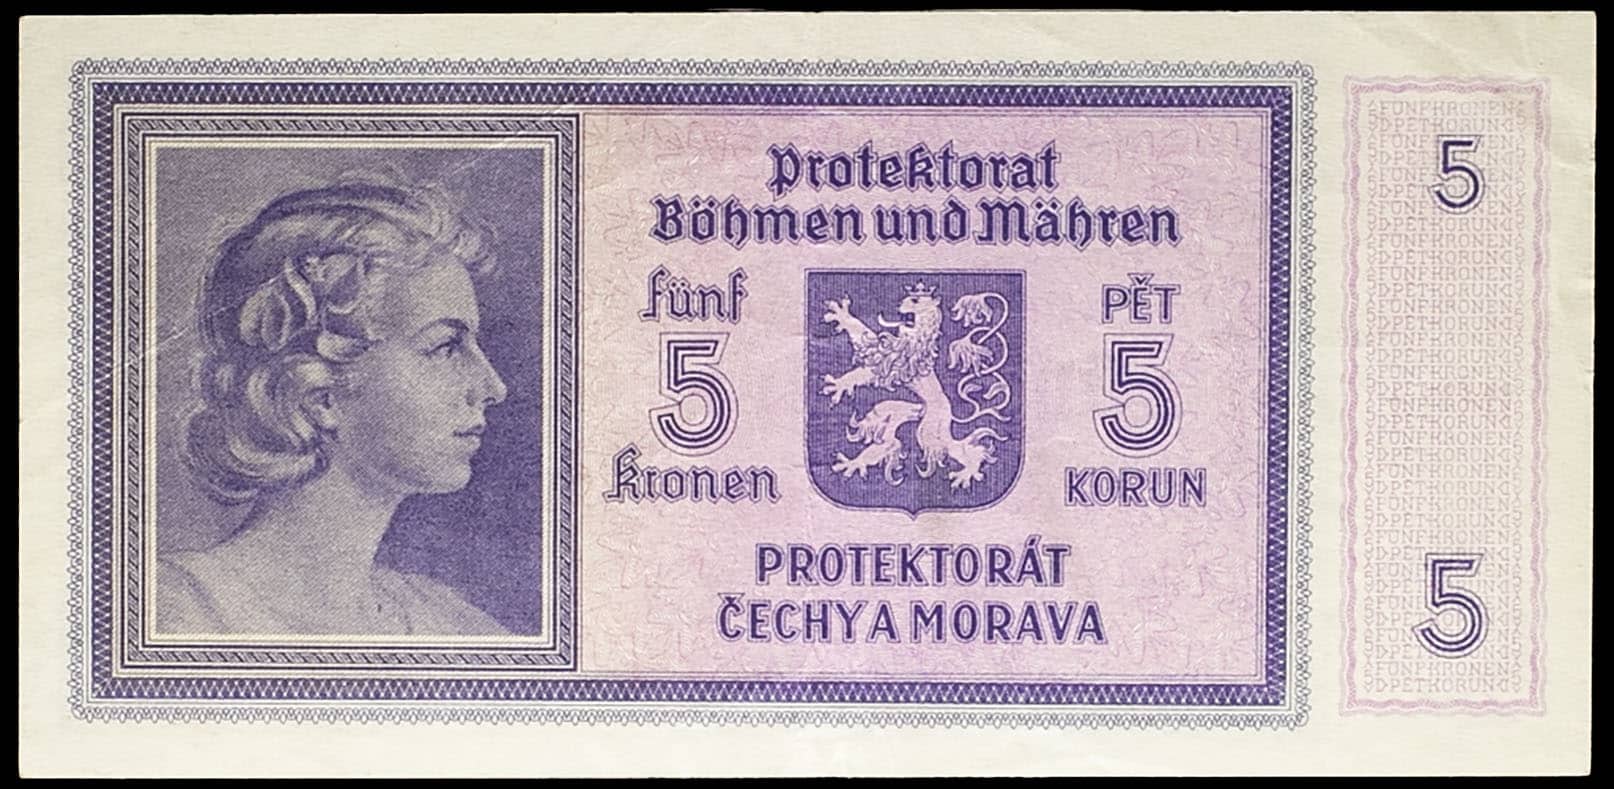 Protektorat
Böhmen und Mähren
fünf
5
Kronen
PĚT
5
KORUN
PROTEKTORÁT
ČECHY A MORAVA
5
5